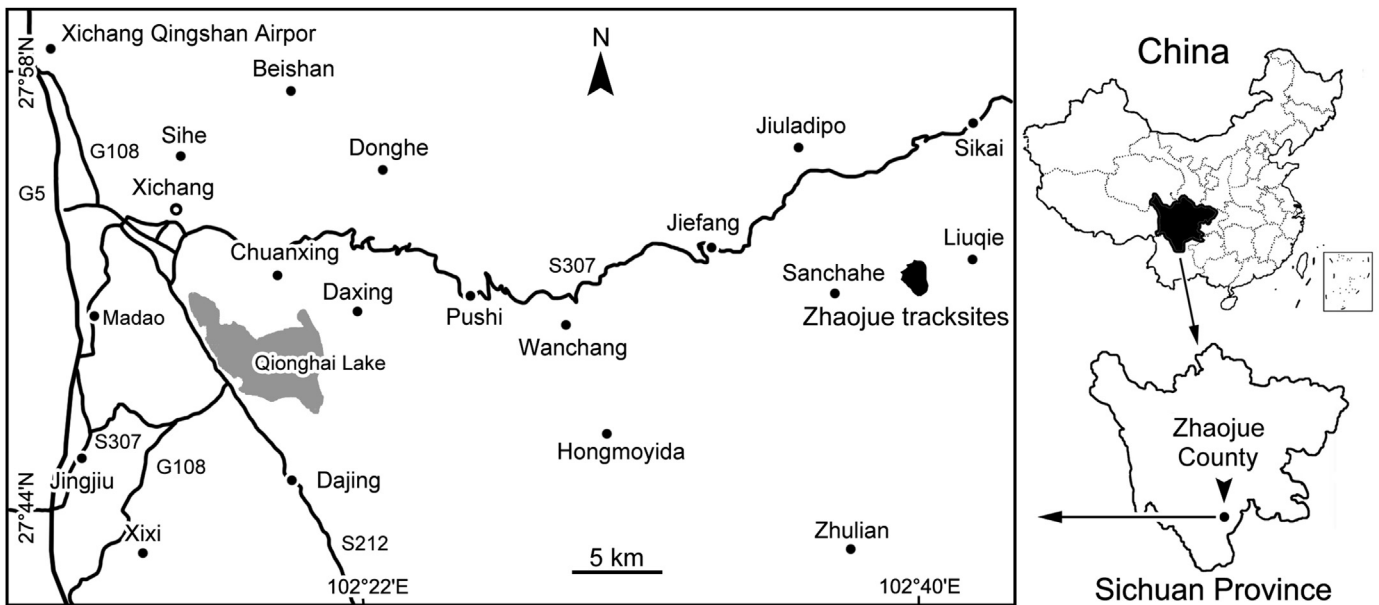 Xichang Qingshan Airpor
27°58'N
Beishan
N
China
G108
Sihe
Donghe
Jiuladipo
Sikai
G5
Xichang
Chuanxing
Jiefang
Liuqie
S307
Daxing
Sanchahe
Madao
Pushi
Zhaojue tracksites
Wanchang
Qionghai Lake
Zhaojue
County
S307
Hongmoyida
G108
Jingjiu
Dajing
27°44'N
Xixi
Zhulian
S212
5 km
102°22'E
102°40'E
Sichuan Province